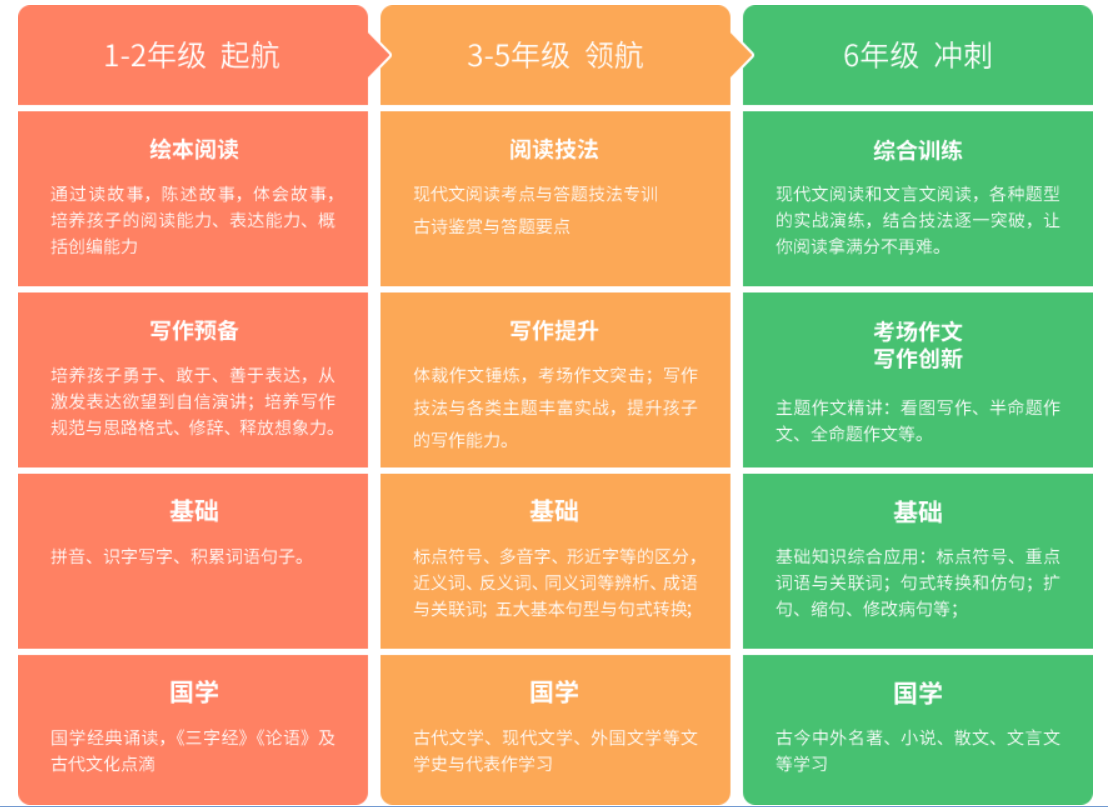 1-2年级 起航
3-5年级 领航
6年级 冲刺
绘本阅读
通过读故事，陈述故事，体会故事，
培养孩子的阅读能力、表达能力、概
括创编能力
阅读技法
现代文阅读考点与答题技法专训
古诗鉴赏与答题要点
综合训练
现代文阅读和文言文阅读，各种题型
的实战演练，结合技法逐一突破，让
你阅读拿满分不再难。
写作预备
培养孩子勇于、敢于、善于表达，从
激发表达欲望到自信演讲；培养写作
规范与思路格式、修辞、释放想象力。
写作提升
体裁作文锤炼，考场作文突击；写作
技法与各类主题丰富实战，提升孩子
的写作能力。
考场作文
写作创新
主题作文精讲：看图写作、半命题作
文、全命题作文等。
基础
拼音、识字写字、积累词语句子。
基础
标点符号、多音字、形近字等的区分，
近义词、反义词、同义词等辨析、成语
与关联词；五大基本句型与句式转换；
基础
基础知识综合应用：标点符号、重点
词语与关联词；句式转换和仿句；扩
句、缩句、修改病句等；
国学
国学经典诵读，《三字经》《论语》及
古代文化点滴
国学
古代文学、现代文学、外国文学等文
学史与代表作学习
国学
古今中外名著、小说、散文、文言文
等学习